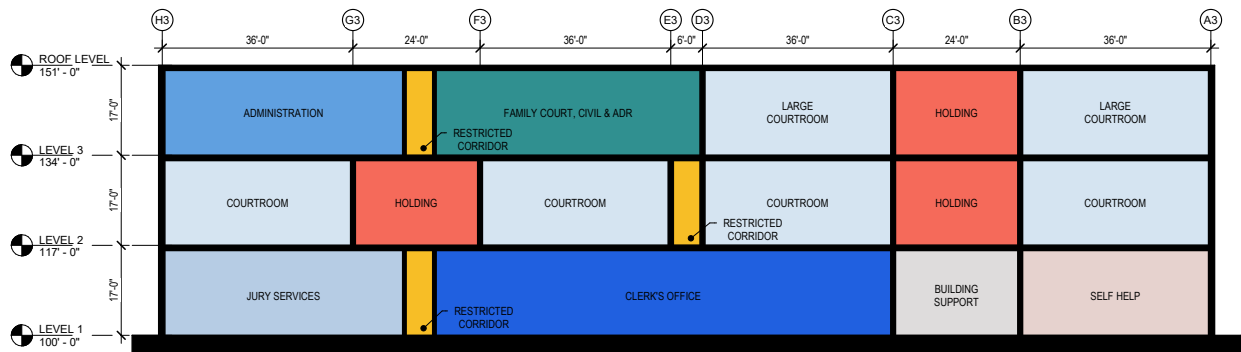 H3 G3 F3 E3 D3 C3 B3 A3
36'-0" 24'-0" 36'-0" 6'-0" 36'-0" 24'-0" 36'-0"
ROOF LEVEL
151' - 0"
17'-0"
ADMINISTRATION
RESTRICTED
CORRIDOR
FAMILY COURT, CIVIL & ADR
LARGE
COURTROOM
HOLDING
LARGE
COURTROOM
LEVEL 3
134' - 0"
17'-0"
COURTROOM
HOLDING
COURTROOM
RESTRICTED
CORRIDOR
COURTROOM
HOLDING
COURTROOM
LEVEL 2
117' - 0"
17'-0"
JURY SERVICES
RESTRICTED
CORRIDOR
CLERK'S OFFICE
BUILDING
SUPPORT
SELF HELP
LEVEL 1
100' - 0"